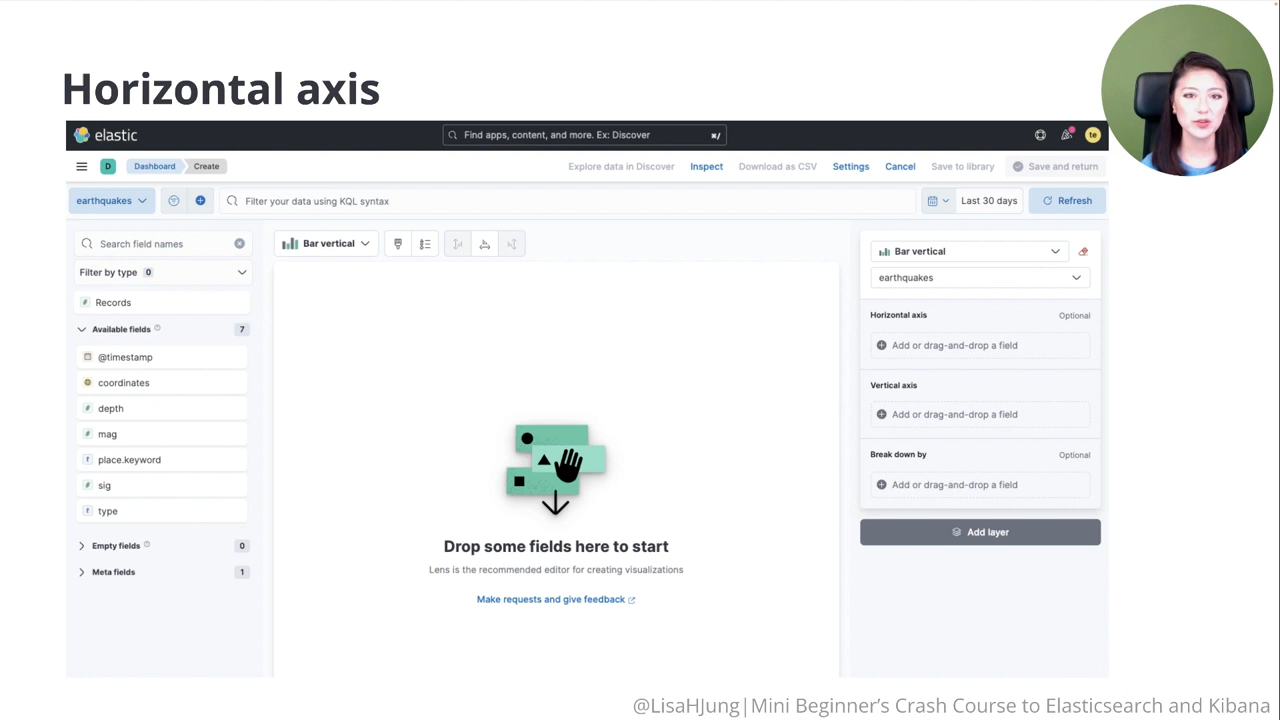 Horizontal axis
elastic
Find apps, content, and more. Ex: Discover
⌘/
te
D
Dashboard
Create
Explore data in Discover
Inspect
Download as CSV
Settings
Cancel
Save to library
Save and return
earthquakes
Filter your data using KQL syntax
Last 30 days
Refresh
Search field names
Filter by type 0
Records
Available fields 7
@timestamp
coordinates
depth
mag
place.keyword
sig
type
Empty fields 0
Meta fields 1
Bar vertical
Drop some fields here to start
Lens is the recommended editor for creating visualizations
Make requests and give feedback
Bar vertical
earthquakes
Horizontal axis Optional
Add or drag-and-drop a field
Vertical axis
Add or drag-and-drop a field
Break down by Optional
Add or drag-and-drop a field
Add layer
@LisaHJung|Mini Beginner's Crash Course to Elasticsearch and Kibana